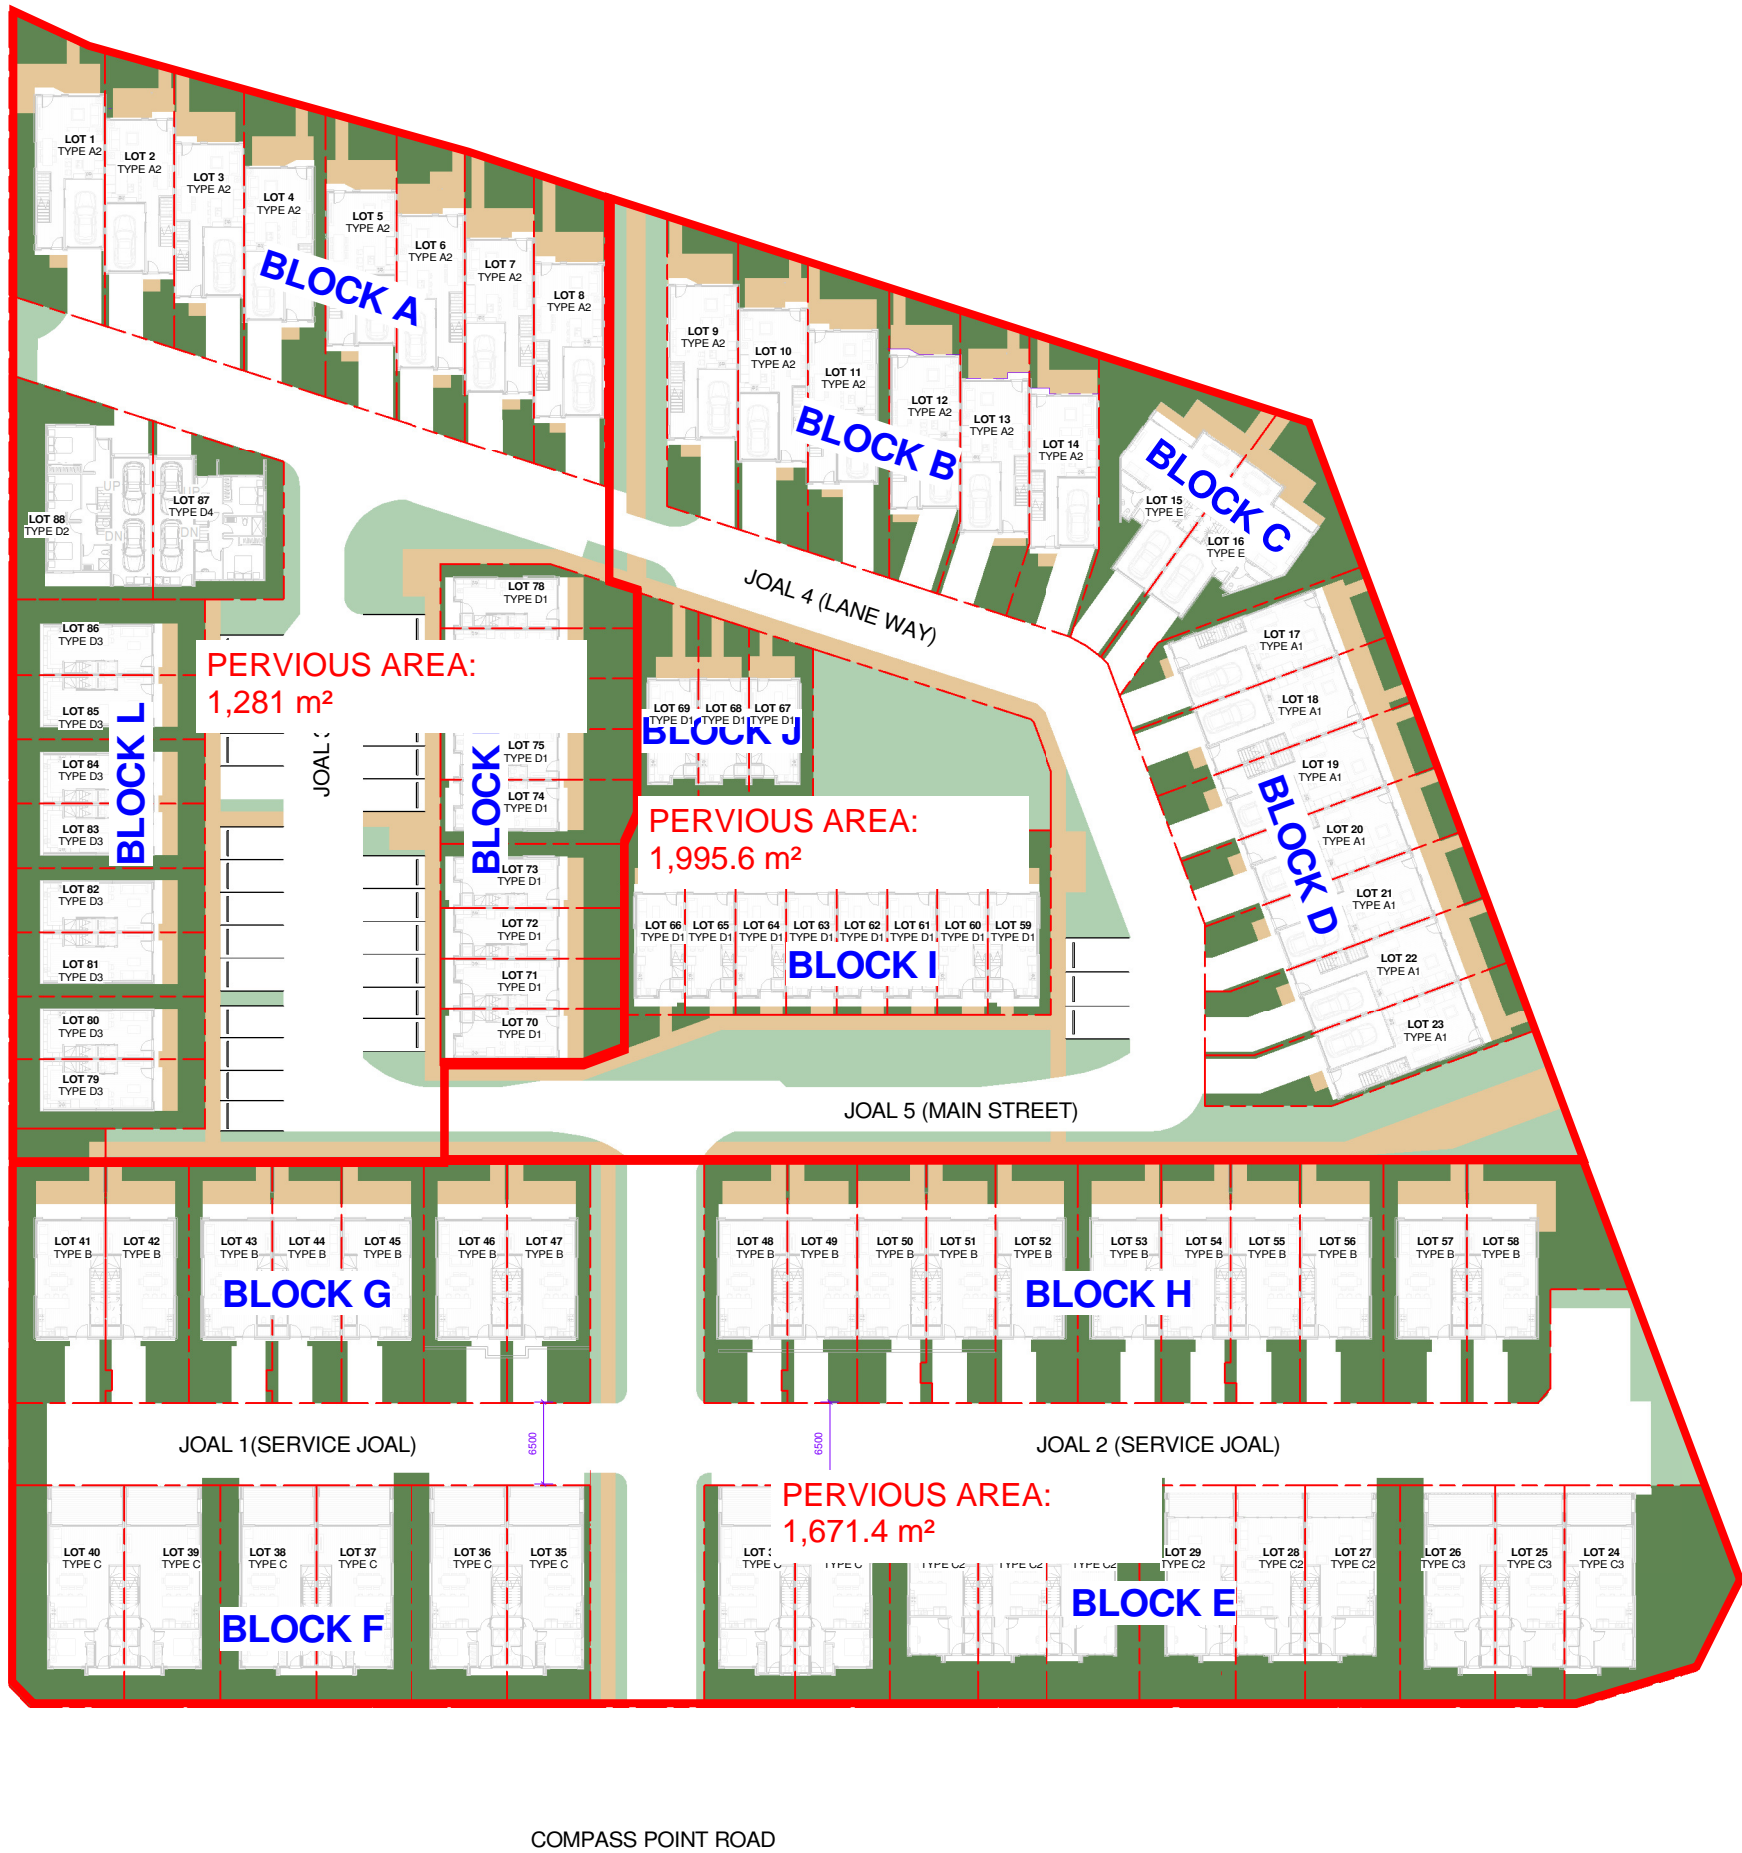 LOT 1
TYPE A2
LOT 2
TYPE A2
LOT 3
TYPE A2
LOT 4
TYPE A2
LOT 5
TYPE A2
LOT 6
TYPE A2
LOT 7
TYPE A2
LOT 8
TYPE A2
BLOCK A
LOT 9
TYPE A2
LOT 10
TYPE A2
LOT 11
TYPE A2
LOT 12
TYPE A2
LOT 13
TYPE A2
LOT 14
TYPE A2
BLOCK B
LOT 15
TYPE E
LOT 16
TYPE E
BLOCK C
LOT 88
TYPE D2
LOT 87
TYPE D4
UP
DN
UP
DN
JOAL 4 (LANE WAY)
LOT 78
TYPE D1
LOT 86
TYPE D3
LOT 85
TYPE D3
LOT 84
TYPE D3
LOT 83
TYPE D3
LOT 82
TYPE D3
LOT 81
TYPE D3
LOT 80
TYPE D3
LOT 79
TYPE D3
BLOCK L
PERVIOUS AREA:
1,281 m²
JOAL
LOT 75
TYPE D1
LOT 74
TYPE D1
LOT 73
TYPE D1
LOT 72
TYPE D1
LOT 71
TYPE D1
LOT 70
TYPE D1
BLOCK
LOT 69
TYPE D1
LOT 68
TYPE D1
LOT 67
TYPE D1
BLOCK J
PERVIOUS AREA:
1,995.6 m²
LOT 66
TYPE D1
LOT 65
TYPE D1
LOT 64
TYPE D1
LOT 63
TYPE D1
LOT 62
TYPE D1
LOT 61
TYPE D1
LOT 60
TYPE D1
LOT 59
TYPE D1
BLOCK I
LOT 17
TYPE A1
LOT 18
TYPE A1
LOT 19
TYPE A1
LOT 20
TYPE A1
LOT 21
TYPE A1
LOT 22
TYPE A1
LOT 23
TYPE A1
BLOCK D
JOAL 5 (MAIN STREET)
LOT 41
TYPE B
LOT 42
TYPE B
LOT 43
TYPE B
LOT 44
TYPE B
LOT 45
TYPE B
LOT 46
TYPE B
LOT 47
TYPE B
BLOCK G
LOT 48
TYPE B
LOT 49
TYPE B
LOT 50
TYPE B
LOT 51
TYPE B
LOT 52
TYPE B
LOT 53
TYPE B
LOT 54
TYPE B
LOT 55
TYPE B
LOT 56
TYPE B
LOT 57
TYPE B
LOT 58
TYPE B
BLOCK H
JOAL 1(SERVICE JOAL)
6500
6500
JOAL 2 (SERVICE JOAL)
PERVIOUS AREA:
1,671.4 m²
LOT 40
TYPE C
LOT 39
TYPE C
LOT 38
TYPE C
LOT 37
TYPE C
LOT 36
TYPE C
LOT 35
TYPE C
BLOCK F
LOT
TYPE C
TYPE C
TYPE C2
TYPE C2
TYPE C2
LOT 29
TYPE C2
LOT 28
TYPE C2
LOT 27
TYPE C2
LOT 26
TYPE C3
LOT 25
TYPE C3
LOT 24
TYPE C3
BLOCK E
COMPASS POINT ROAD